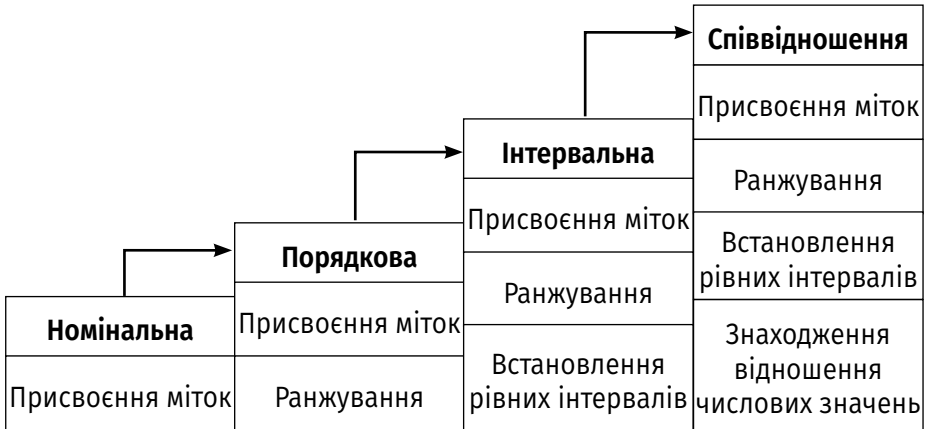 Номінальна
Присвоєння міток
Порядкова
Присвоєння міток
Ранжування
Інтервальна
Присвоєння міток
Ранжування
Встановлення
рівних інтервалів
Співвідношення
Присвоєння міток
Ранжування
Встановлення
рівних інтервалів
Знаходження
відношення
числових значень